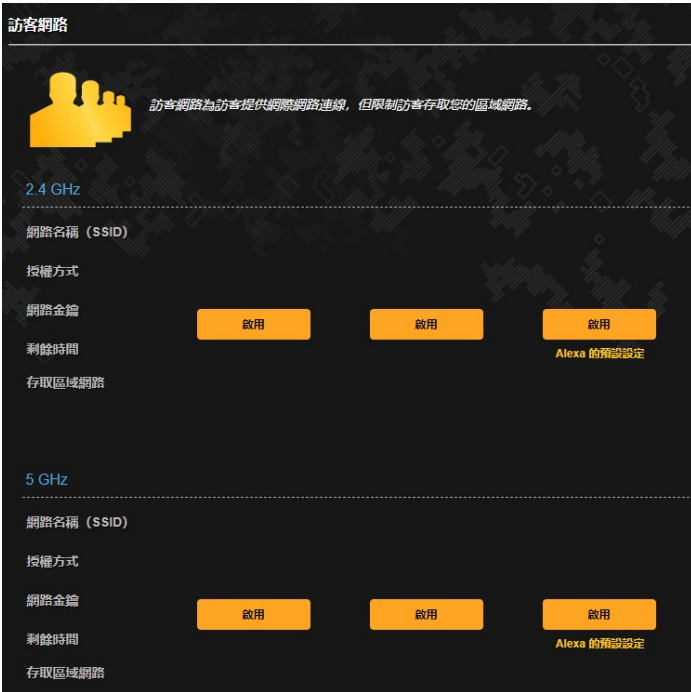 訪客網路
訪客網路為訪客提供網際網路連線，但限制訪客存取您的區域網路。
2.4 GHz
網路名稱（SSID）
授權方式
網路金鑰
啟用 啟用 啟用
剩餘時間
Alexa 的預設設定
存取區域網路
5 GHz
網路名稱（SSID）
授權方式
網路金鑰
啟用 啟用 啟用
剩餘時間
Alexa 的預設設定
存取區域網路